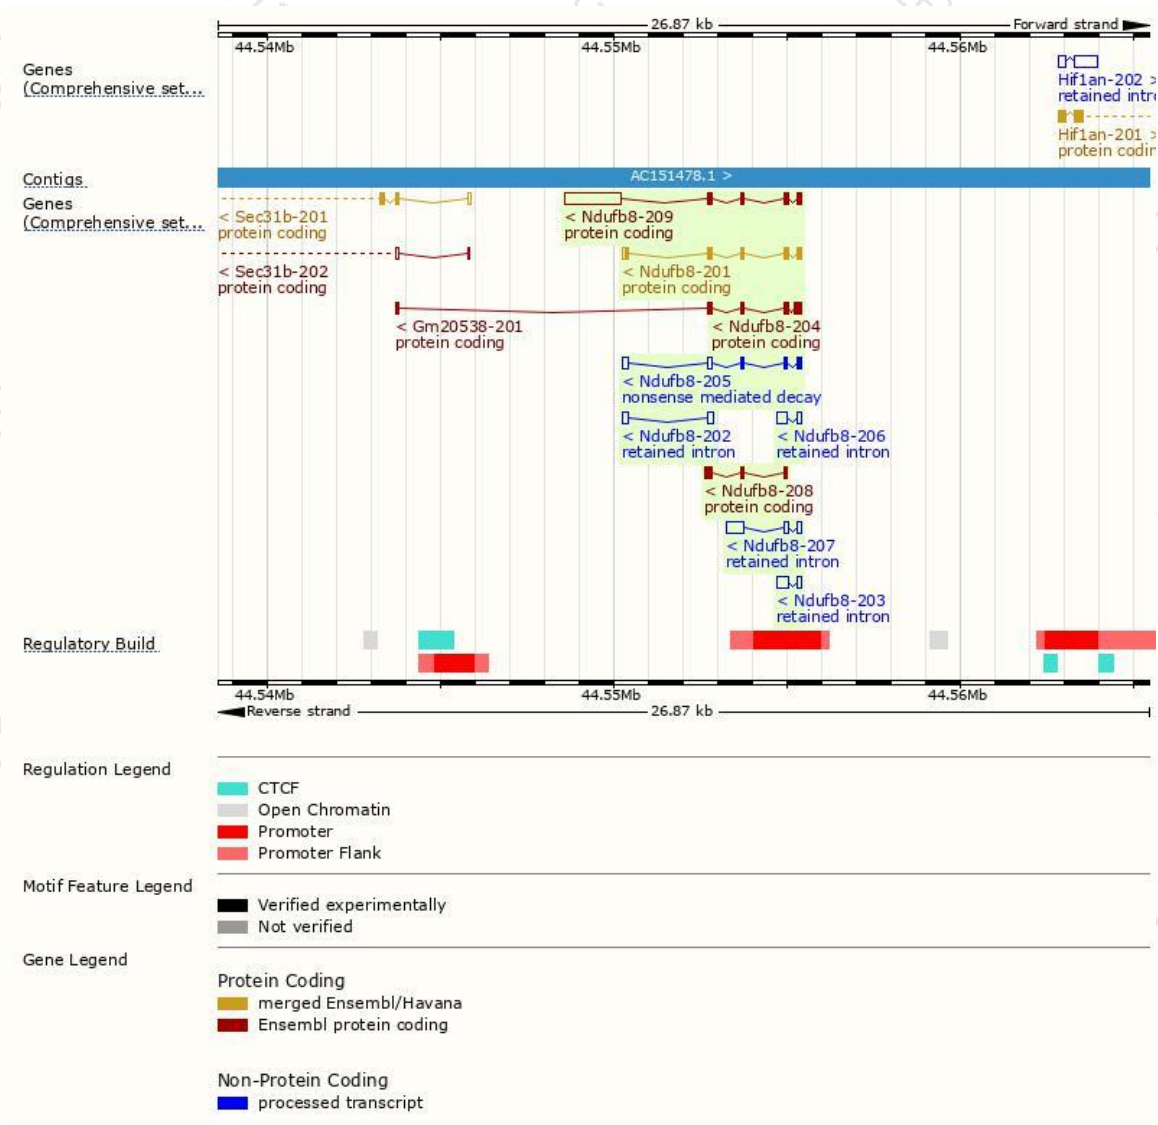 26.87 kb
Forward strand
44.54Mb 44.55Mb 44.56Mb
Genes
(Comprehensive set...
Hif1an-202 >
retained intr
Hif1an-201 >
protein codin
Contigs
AC151478.1 >
Genes
(Comprehensive set...
< Sec31b-201
protein coding
< Ndufb8-209
protein coding
< Sec31b-202
protein coding
< Ndufb8-201
protein coding
< Gm20538-201
protein coding
< Ndufb8-204
protein coding
< Ndufb8-205
nonsense mediated decay
< Ndufb8-202
retained intron
< Ndufb8-206
retained intron
< Ndufb8-208
protein coding
< Ndufb8-207
retained intron
< Ndufb8-203
retained intron
Regulatory Build
44.54Mb 44.55Mb 44.56Mb
Reverse strand
26.87 kb
Regulation Legend
CTCF
Open Chromatin
Promoter
Promoter Flank
Motif Feature Legend
Verified experimentally
Not verified
Gene Legend
Protein Coding
merged Ensembl/Havana
Ensembl protein coding
Non-Protein Coding
processed transcript